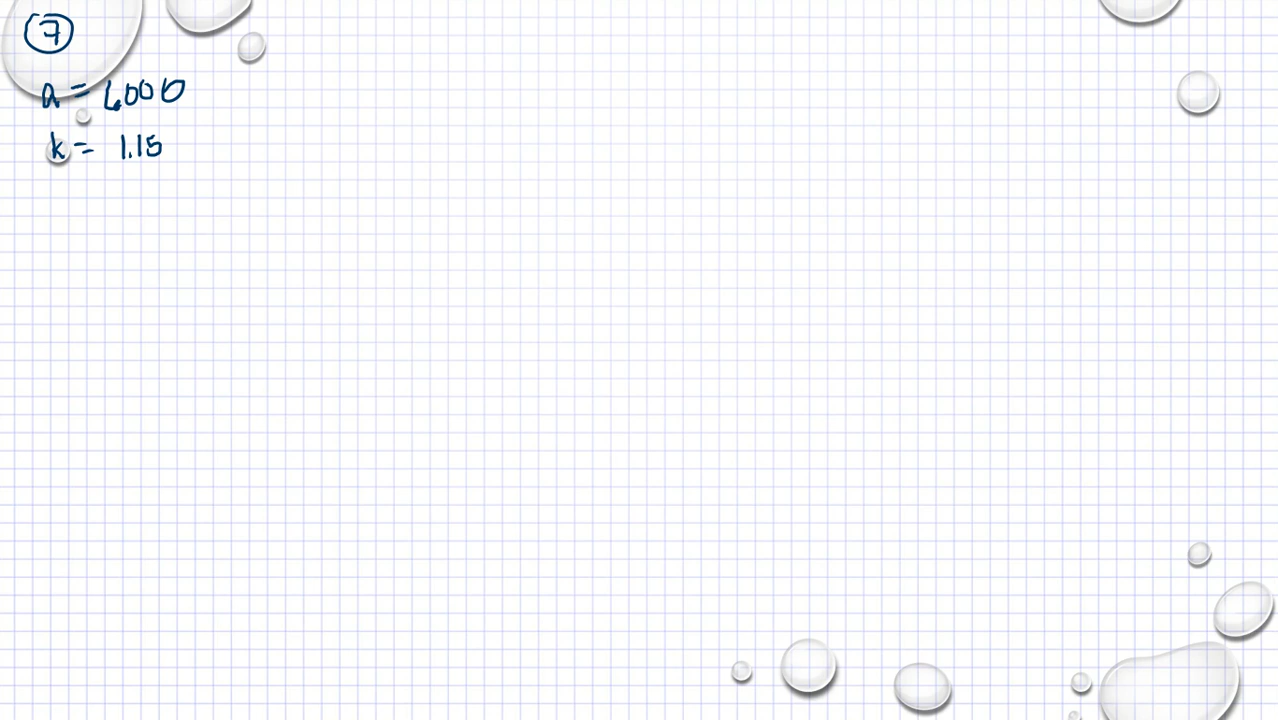 7
a = 6000
k = 1.15